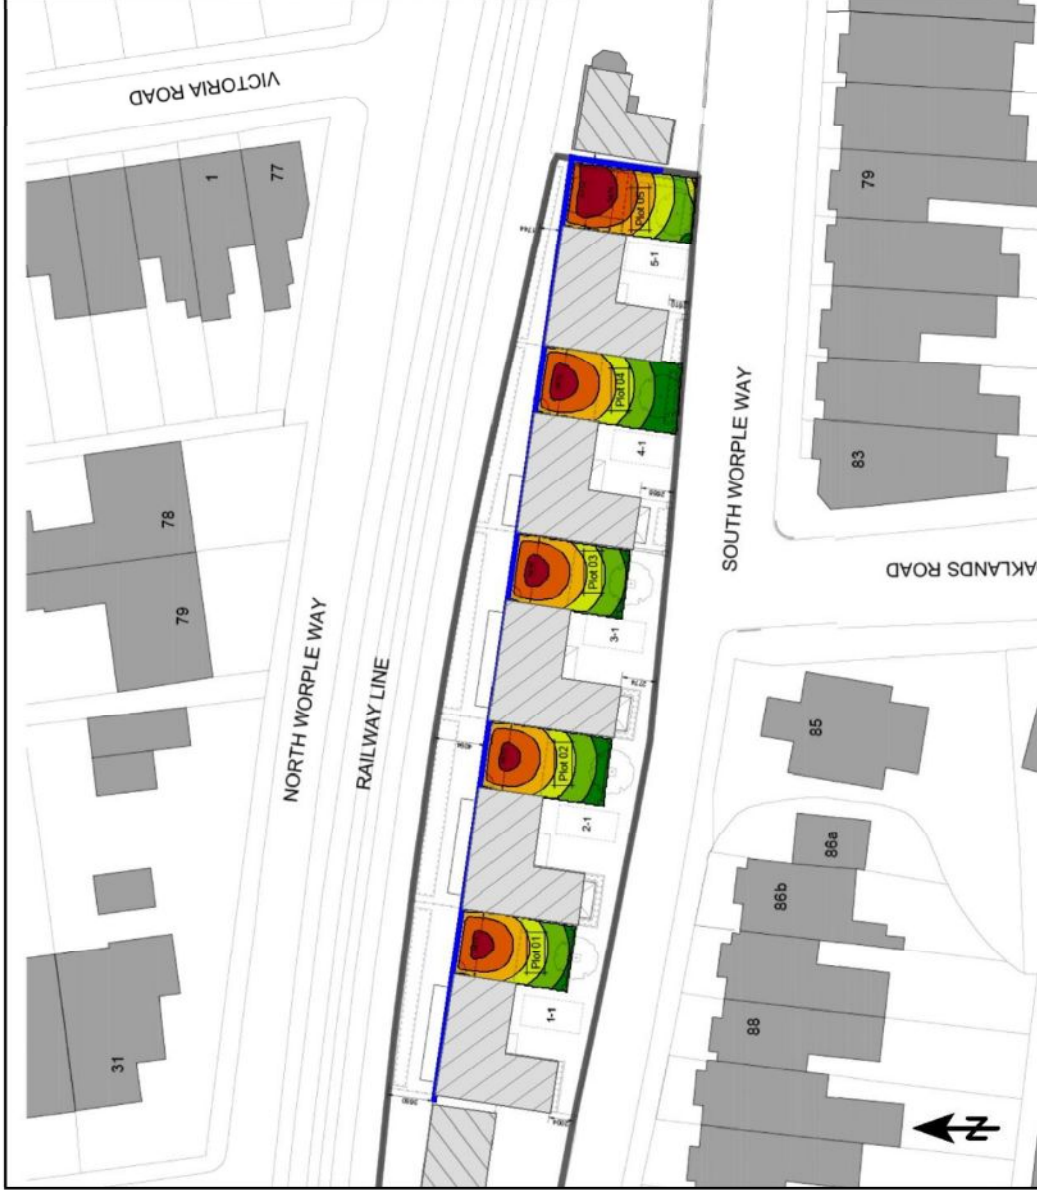 VICTORIA ROAD
1
77
78
79
31
NORTH WORPLE WAY
RAILWAY LINE
1744
Plot 05
5-1
Plot 04
4-1
Plot 03
3-1
2774
Plot 02
2-1
Plot 01
1-1
SOUTH WORPLE WAY
AKLANDS ROAD
79
83
85
86a
86b
88
N